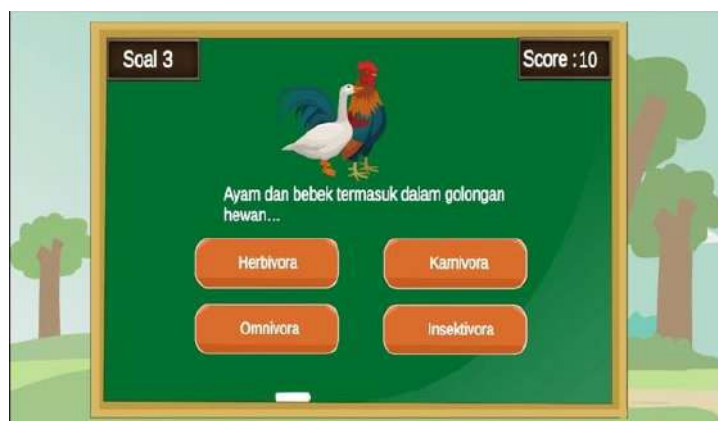 Soal 3
Score :10
Ayam dan bebek termasuk dalam golongan
hewan...
Herbivora
Karnivora
Omnivora
Insektivora